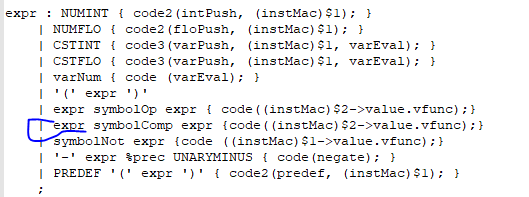 expr : NUMINT { code2(intPush, (instMac)$1); }
| NUMFLO { code2(floPush, (instMac)$1); }
| CSTINT { code3(varPush, (instMac)$1, varEval); }
| CSTFLO { code3(varPush, (instMac)$1, varEval); }
| varNum { code (varEval); }
| '(' expr ')'
| expr symbolOp expr { code((instMac)$2->value.vfunc);}
| expr symbolComp expr {code((instMac)$2->value.vfunc);}
| symbolNot expr {code ((instMac)$1->value.vfunc);}
| '-' expr %prec UNARYMINUS { code(negate); }
| PREDEF '(' expr ')' { code2(predef, (instMac)$1); }
;